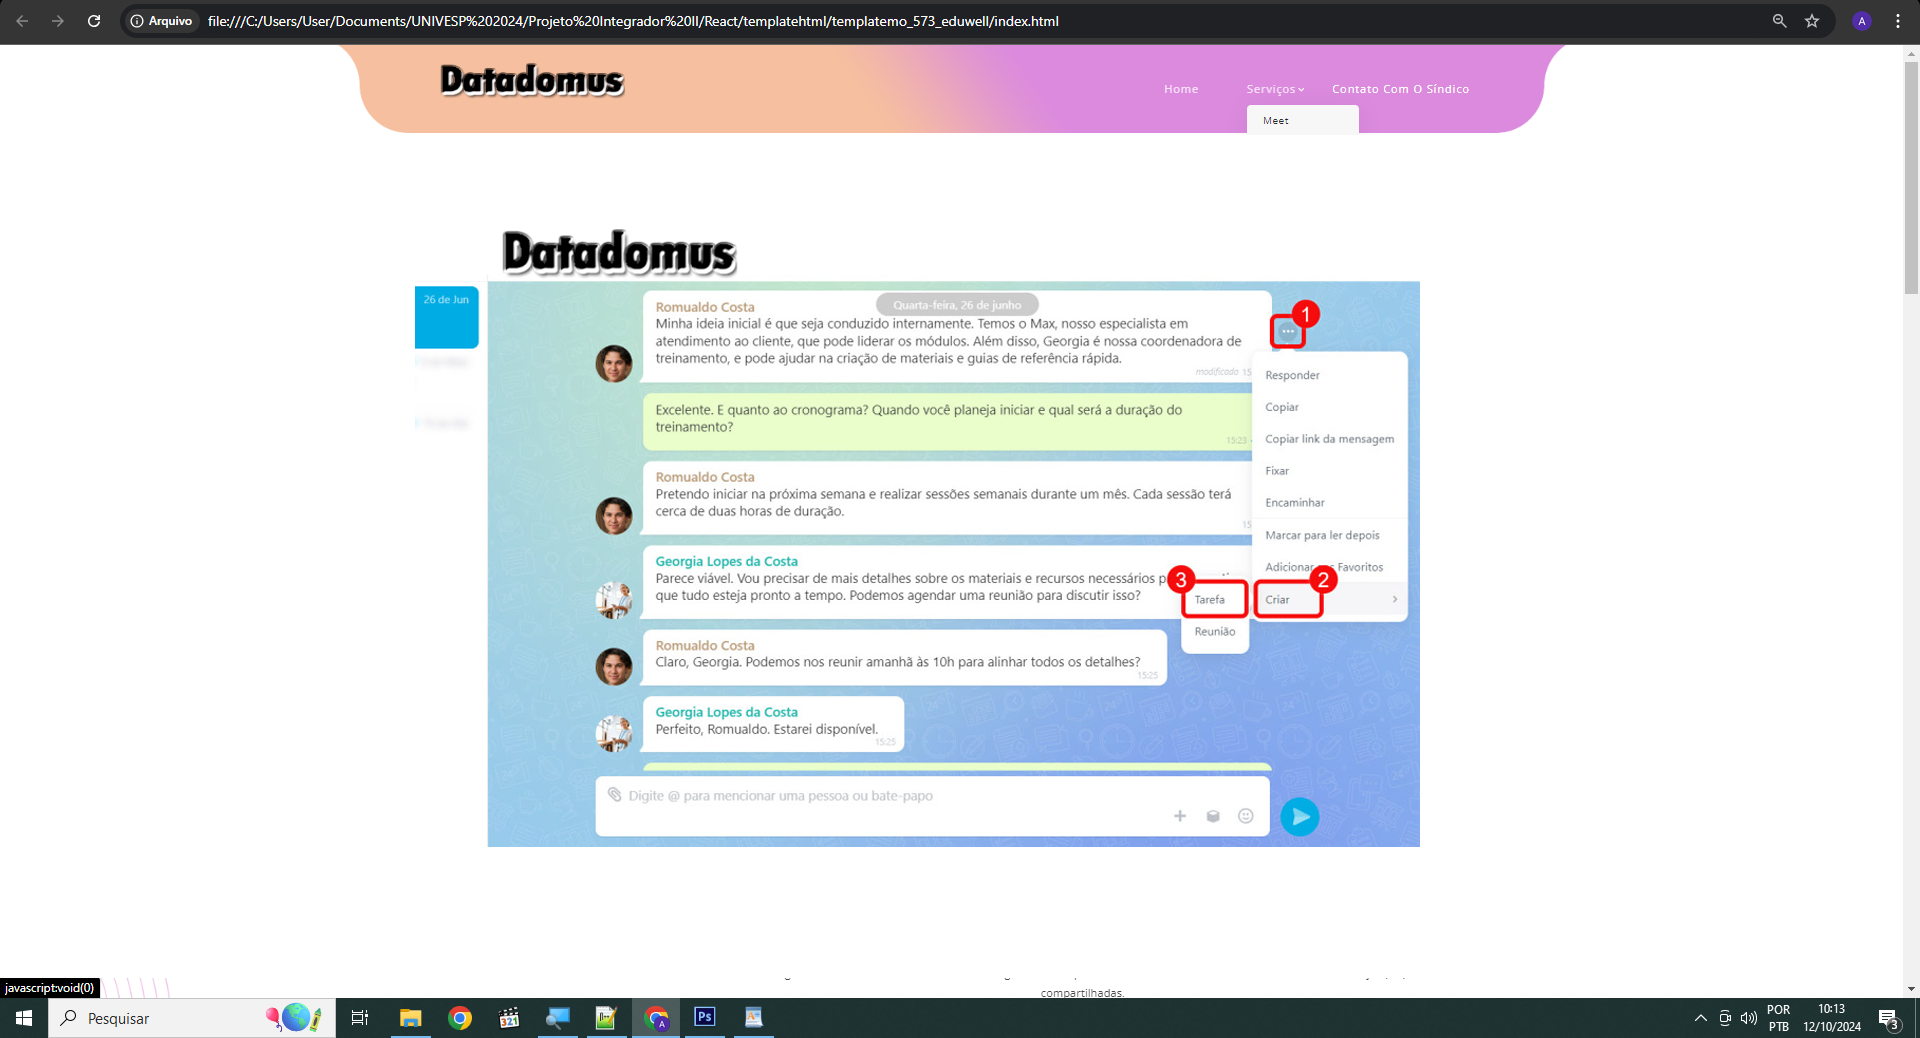 Arquivo
file:///C:/Users/User/Documents/UNIVESP%202024/Projeto%20Integrador%20II/React/templatehtml/templatemo_573_eduwell/index.html
A
Datadomus
Home
Serviços
Contato Com O Síndico
Meet
Datadomus
26 de Jun
Quarta-feira, 26 de junho
Romualdo Costa
Minha ideia inicial é que seja conduzido internamente. Temos o Max, nosso especialista em
atendimento ao cliente, que pode liderar os módulos. Além disso, Georgia é nossa coordenadora de
treinamento, e pode ajudar na criação de materiais e guias de referência rápida.
modificado 15
1
Excelente. E quanto ao cronograma? Quando você planeja iniciar e qual será a duração do
treinamento?
15:23
Romualdo Costa
Pretendo iniciar na próxima semana e realizar sessões semanais durante um mês. Cada sessão terá
cerca de duas horas de duração.
15
Georgia Lopes da Costa
Parece viável. Vou precisar de mais detalhes sobre os materiais e recursos necessários
que tudo esteja pronto a tempo. Podemos agendar uma reunião para discutir isso?
Romualdo Costa
Claro, Georgia. Podemos nos reunir amanhã às 10h para alinhar todos os detalhes?
15:25
Georgia Lopes da Costa
Perfeito, Romualdo. Estarei disponível.
15:25
Digite @ para mencionar uma pessoa ou bate-papo
Responder
Copiar
Copiar link da mensagem
Fixar
Encaminhar
Marcar para ler depois
Adicionar Favoritos
2
Criar
3
Tarefa
Reunião
compartilhadas.
javascript:void(0)
Pesquisar
321
A
Ps
POR
PTB
10:13
12/10/2024
3